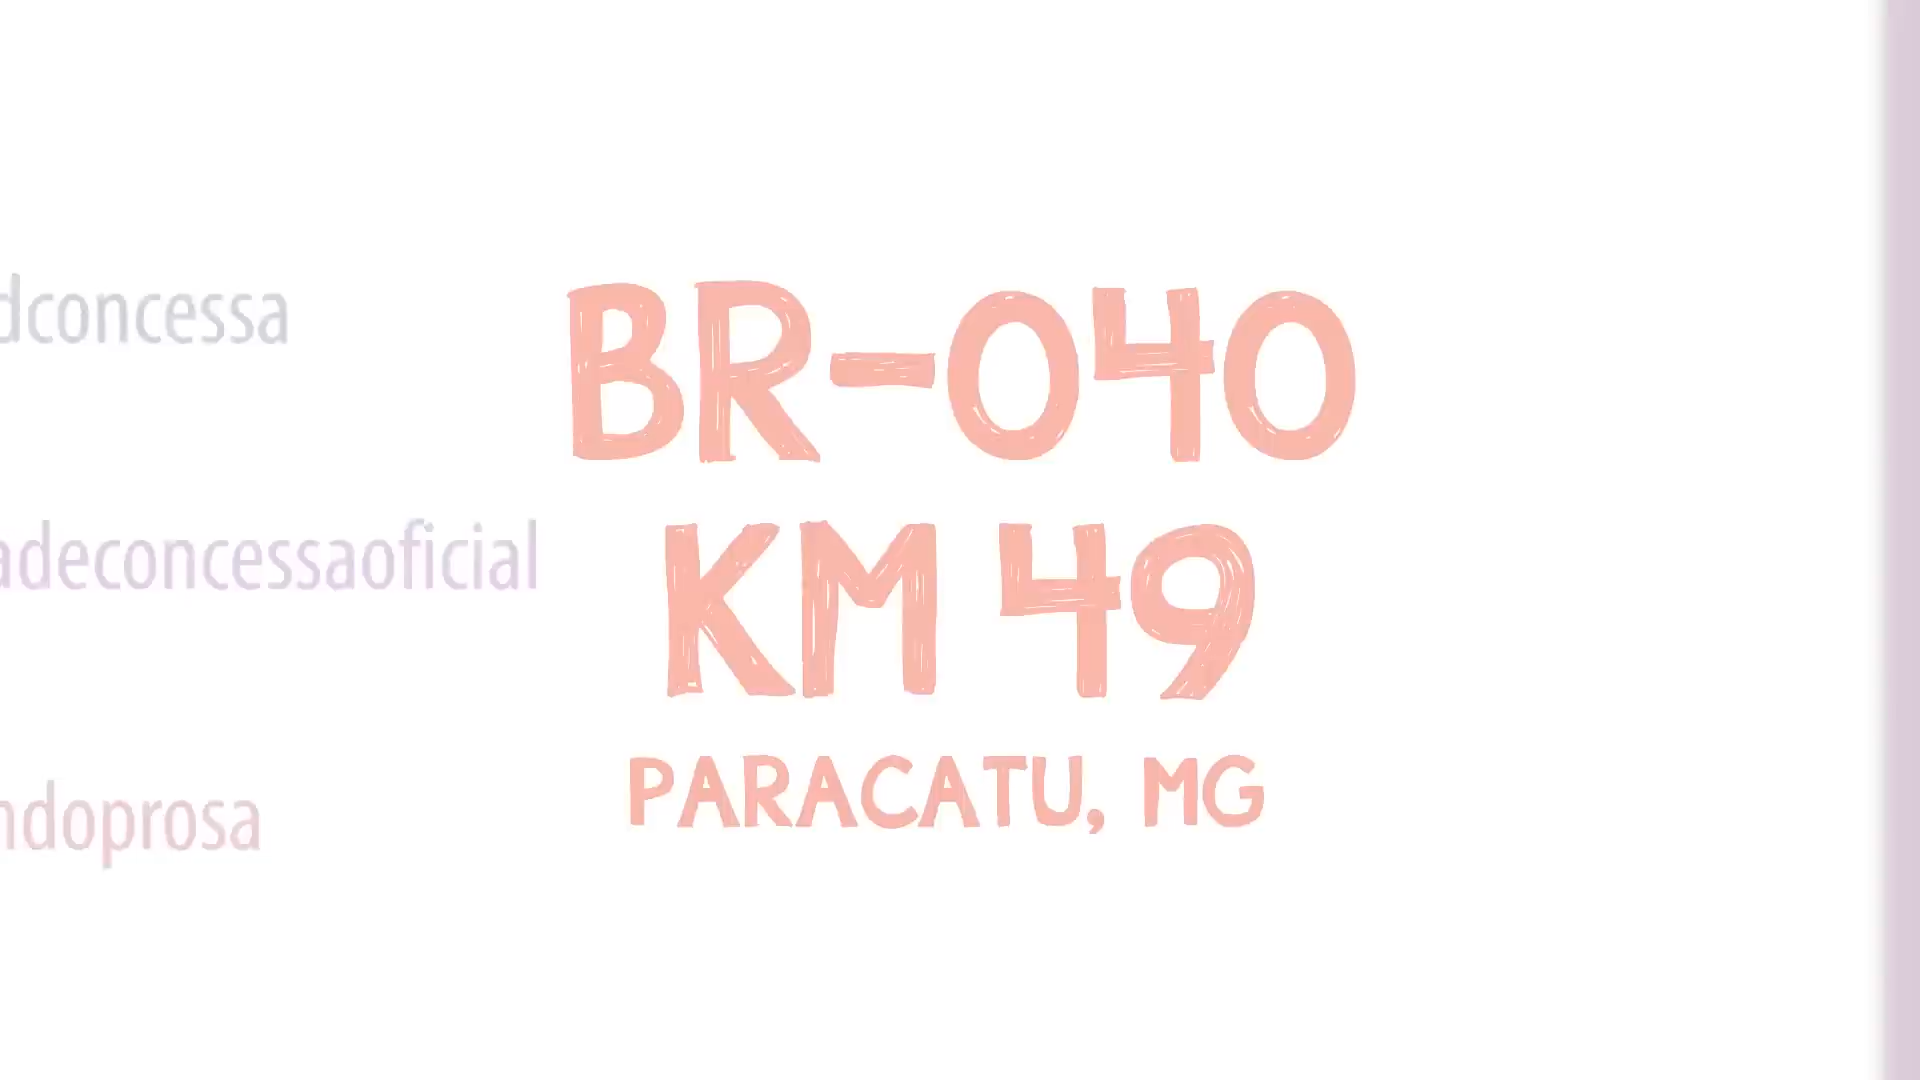 dconcessa
BR-040
adeconcessaoficial
KM 49
PARACATU, MG
ndoprosa